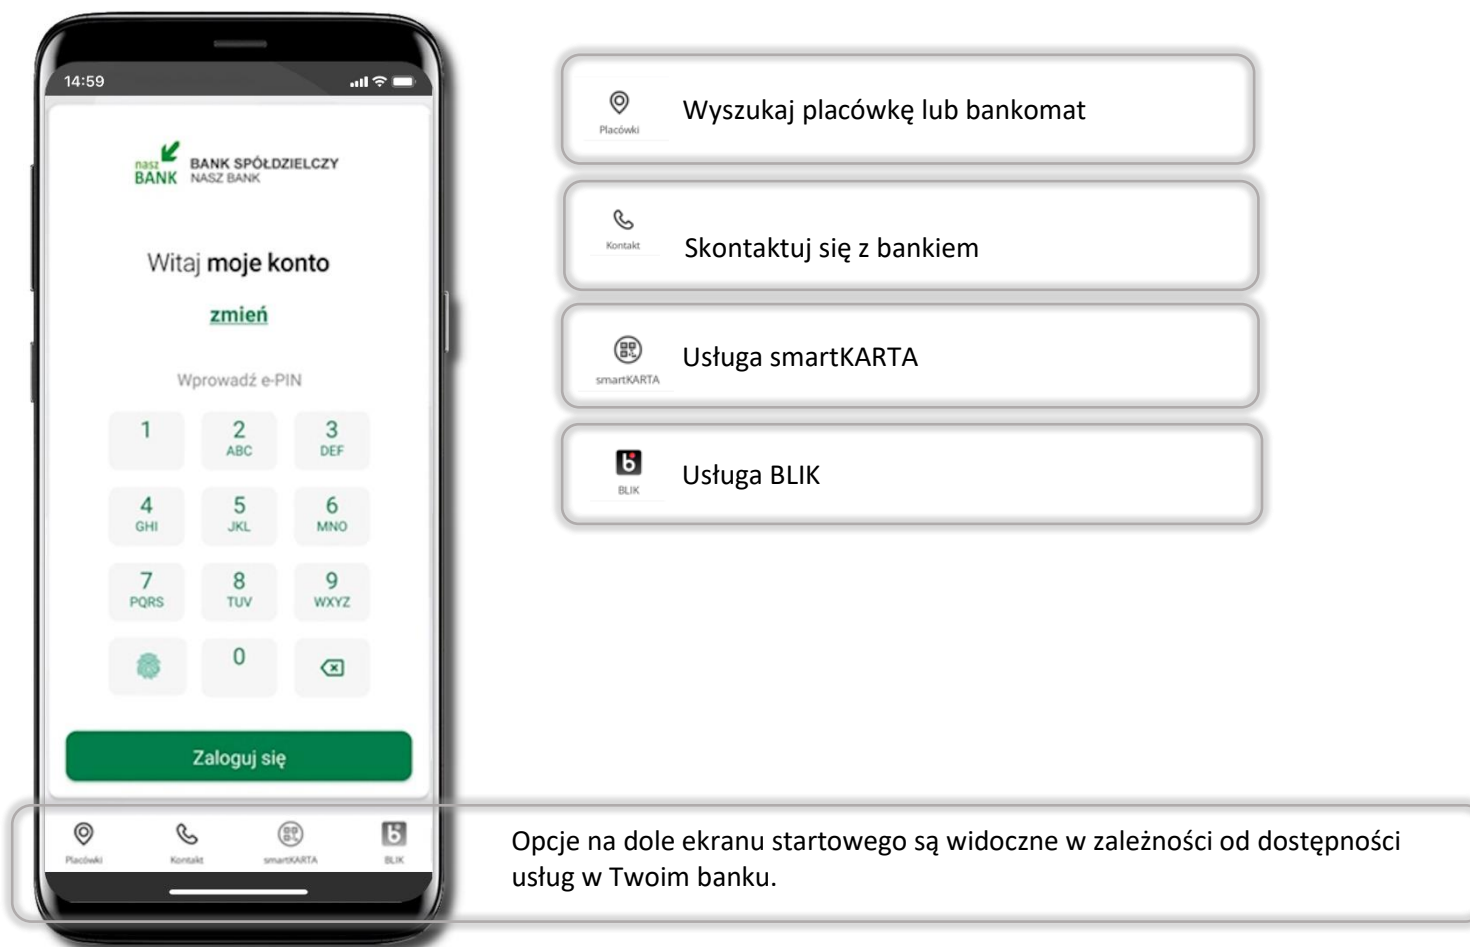 14:59
nasz
BANK
BANK SPÓŁDZIELCZY
NASZ BANK
Witaj moje konto
zmień
Wprowadź e-PIN
1
2
ABC
3
DEF
4
GHI
5
JKL
6
MNO
7
PQRS
8
TUV
9
WXYZ
0
Zaloguj się
Placówki
Kontakt
smartKARTA
BLIK
Placówki
Wyszukaj placówkę lub bankomat
Kontakt
Skontaktuj się z bankiem
smartKARTA
Usługa smartKARTA
BLIK
Usługa BLIK
Opcje na dole ekranu startowego są widoczne w zależności od dostępności
usług w Twoim banku.